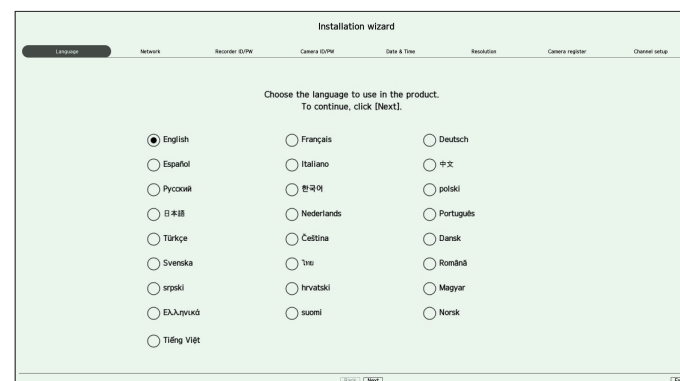 Installation wizard
Language Network Recorder ID/PW Camera ID/PW Date & Time Resolution Camera register Channel setup
Choose the language to use in the product.
To continue, click [Next].
English Français Deutsch
Español Italiano 中文
Русский 한국어 polski
日本語 Nederlands Português
Türkçe Čeština Dansk
Svenska ไทย Română
srpski hrvatski Magyar
Ελληνικά suomi Norsk
Tiếng Việt
Back Next